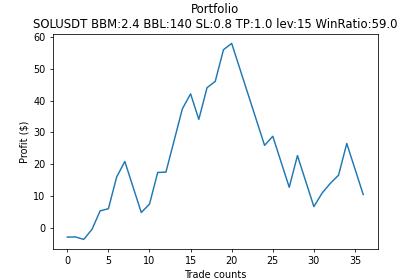 Portfolio
SOLUSDT BBM:2.4 BBL:140 SL:0.8 TP:1.0 lev:15 WinRatio:59.0
60
50
40
30
20
10
0
Profit ($)
0 5 10 15 20 25 30 35
Trade counts